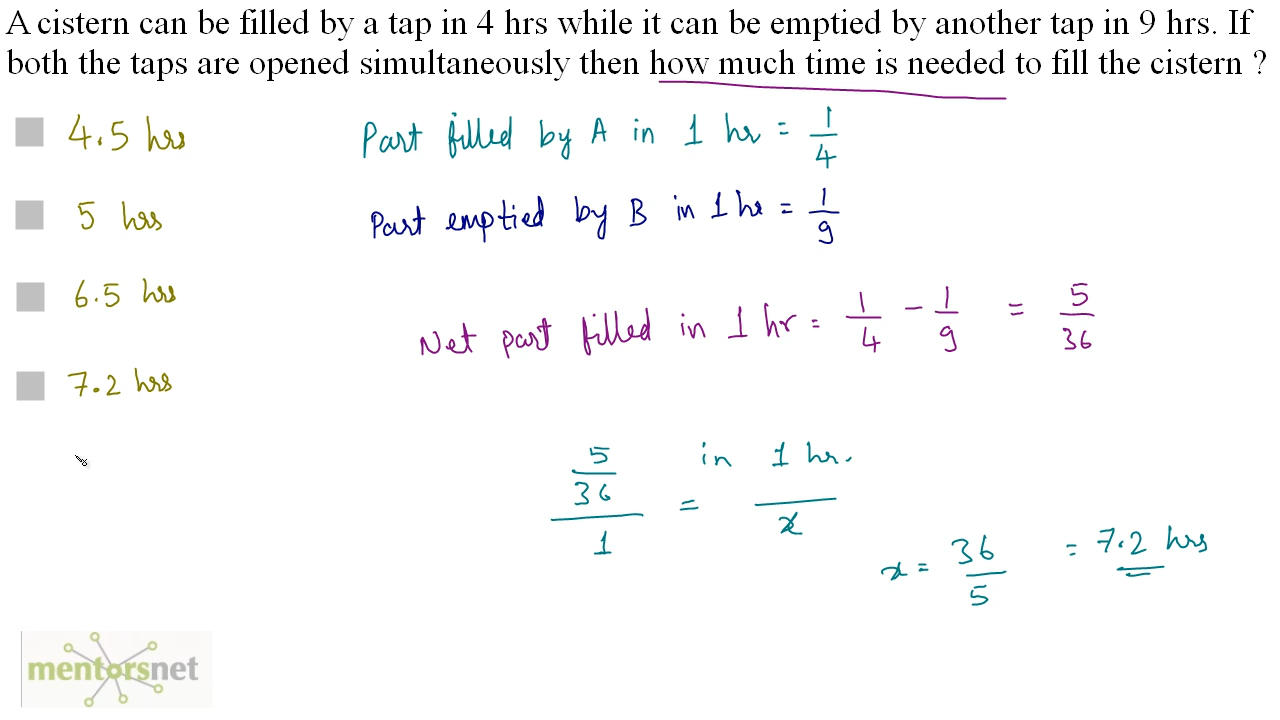 A cistern can be filled by a tap in 4 hrs while it can be emptied by another tap in 9 hrs. If
both the taps are opened simultaneously then how much time is needed to fill the cistern ?
4.5 hrs
Part filled by A in 1 hr = 1/4
5 hrs
Part emptied by B in 1 hr = 1/9
6.5 hrs
Net part filled in 1 hr = 1/4 - 1/9 = 5/36
7.2 hrs
5/36 in 1 hr.
1 = x
x = 36/5 = 7.2 hrs
mentorsnet